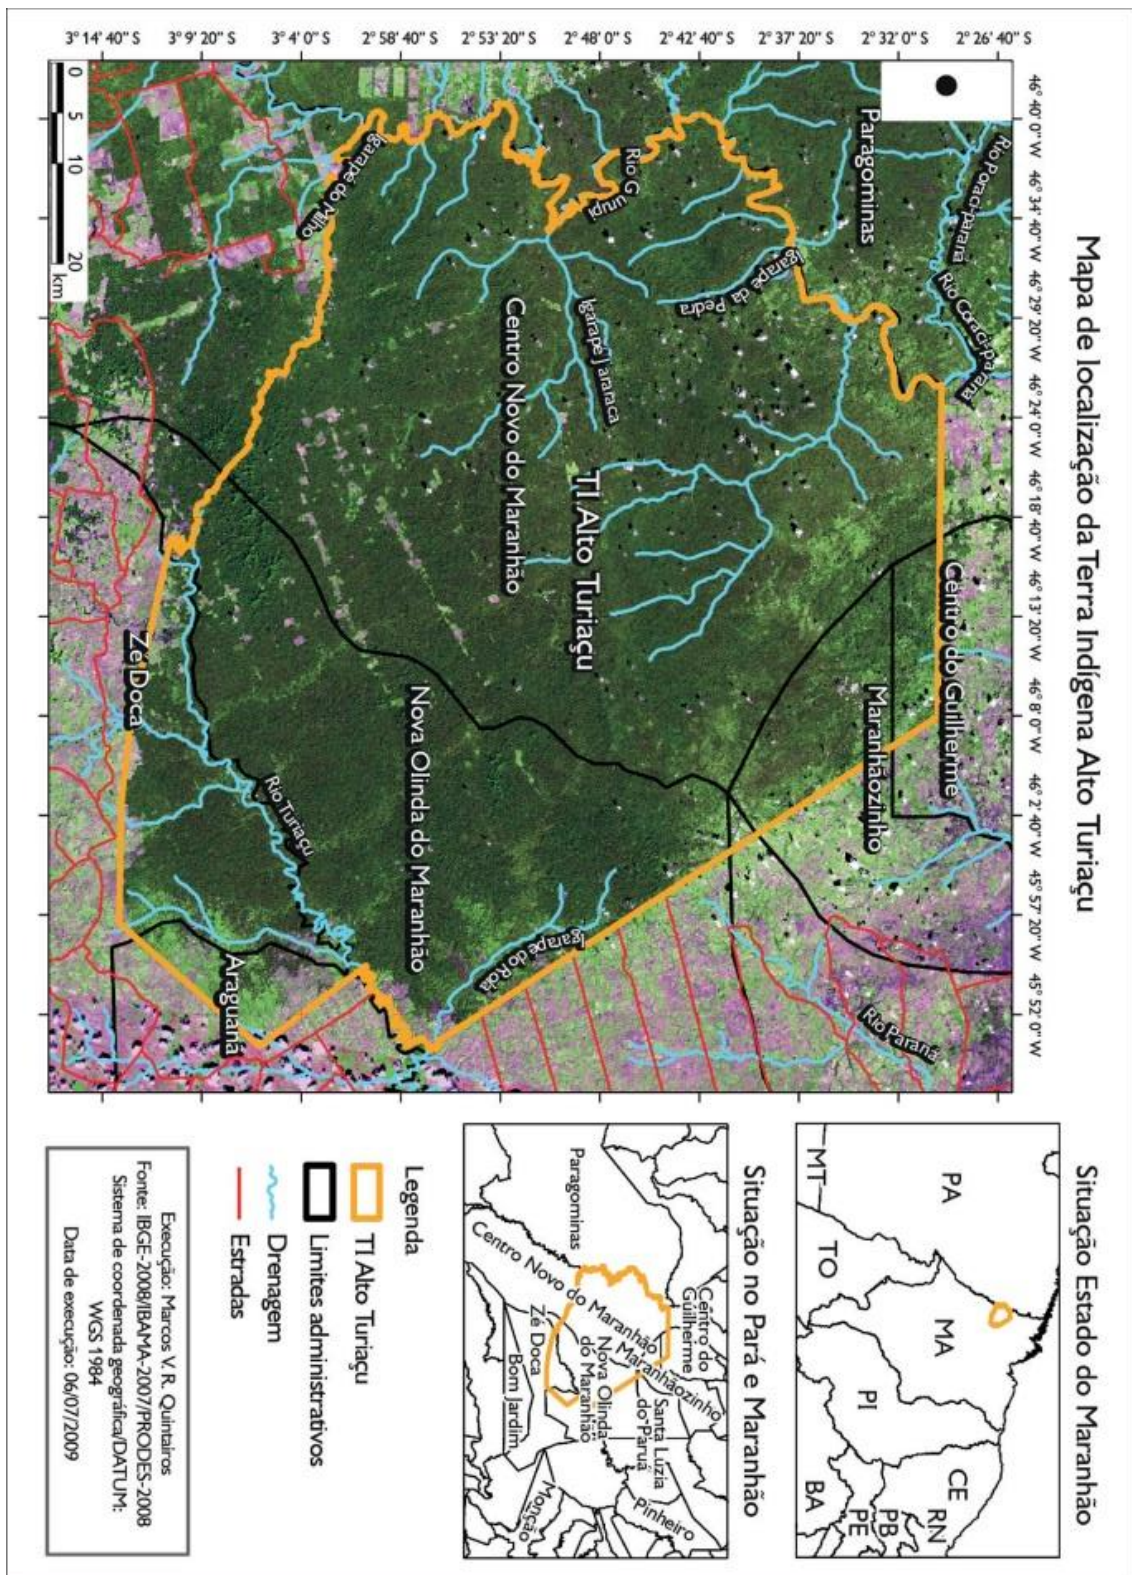 Mapa de localização da Terra Indígena Alto Turiaçu
46° 40' 0" W
46° 34' 40" W
46° 29' 20" W
46° 24' 0" W
46° 18' 40" W
46° 13' 20" W
46° 8' 0" W
46° 2' 40" W
45° 57' 20" W
45° 52' 0" W
2° 26' 40" S
2° 32' 0" S
2° 37' 20" S
2° 42' 40" S
2° 48' 0" S
2° 53' 20" S
2° 58' 40" S
3° 4' 0" S
3° 9' 20" S
3° 14' 40" S
Rio Poraci-paraná
Rio Coraci-paraná
Paragominas
Centro do Guilherme
Maranhãozinho
Rio Paraná
Igarapé da Pedra
Rio Gurupi
Igarapé Jararaca
TI Alto Turiaçu
Centro Novo do Maranhão
Igarapé do Rola
Nova Olinda do Maranhão
Igarapé do Milho
Rio Turiaçu
Araguanã
Zé Doca
0 5 10 20
km
Situação Estado do Maranhão
PA
MT
TO
MA
PI
CE
RN
PB
PE
BA
Situação no Pará e Maranhão
Paragominas
Centro do
Guilherme
Centro Novo do Maranhão
Maranhãozinho
Santa Luzia
do Paruá
Nova Olinda
do Maranhão
Zé Doca
Bom Jardim
Pinheiro
Monção
Legenda
TI Alto Turiaçu
Limites administrativos
Drenagem
Estradas
Execução: Marcos V. R. Quintairos
Fonte: IBGE-2008/IBAMA-2007/PRODES-2008
Sistema de coordenada geográfica/DATUM:
WGS 1984
Data de execução: 06/07/2009